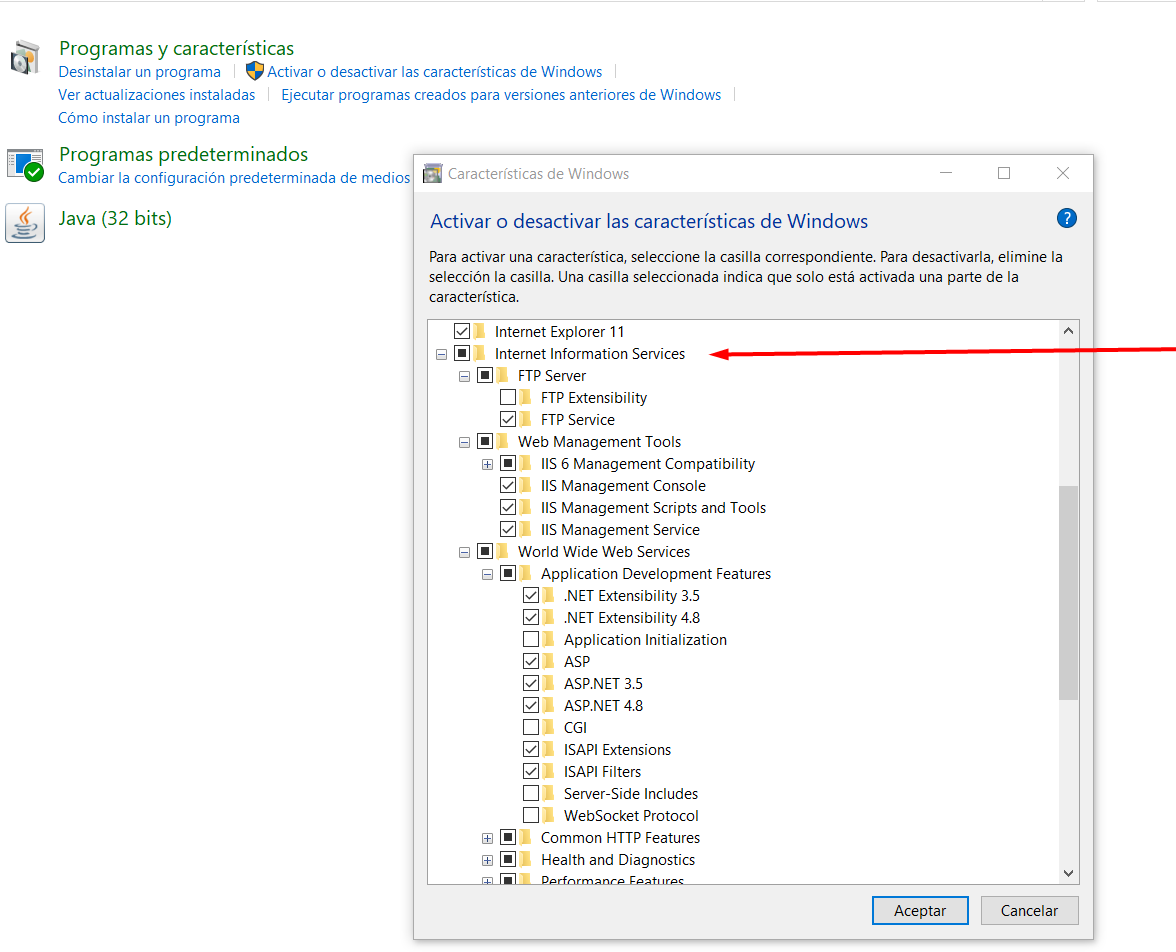 Programas y características
Desinstalar un programa
Activar o desactivar las características de Windows
Ver actualizaciones instaladas
Ejecutar programas creados para versiones anteriores de Windows
Cómo instalar un programa
Programas predeterminados
Cambiar la configuración predeterminada de medios
Java (32 bits)
Características de Windows
Activar o desactivar las características de Windows
?
Para activar una característica, seleccione la casilla correspondiente. Para desactivarla, elimine la
selección la casilla. Una casilla seleccionada indica que solo está activada una parte de la
característica.
Internet Explorer 11
Internet Information Services
FTP Server
FTP Extensibility
FTP Service
Web Management Tools
IIS 6 Management Compatibility
IIS Management Console
IIS Management Scripts and Tools
IIS Management Service
World Wide Web Services
Application Development Features
.NET Extensibility 3.5
.NET Extensibility 4.8
Application Initialization
ASP
ASP.NET 3.5
ASP.NET 4.8
CGI
ISAPI Extensions
ISAPI Filters
Server-Side Includes
WebSocket Protocol
Common HTTP Features
Health and Diagnostics
Performance Features
Aceptar
Cancelar